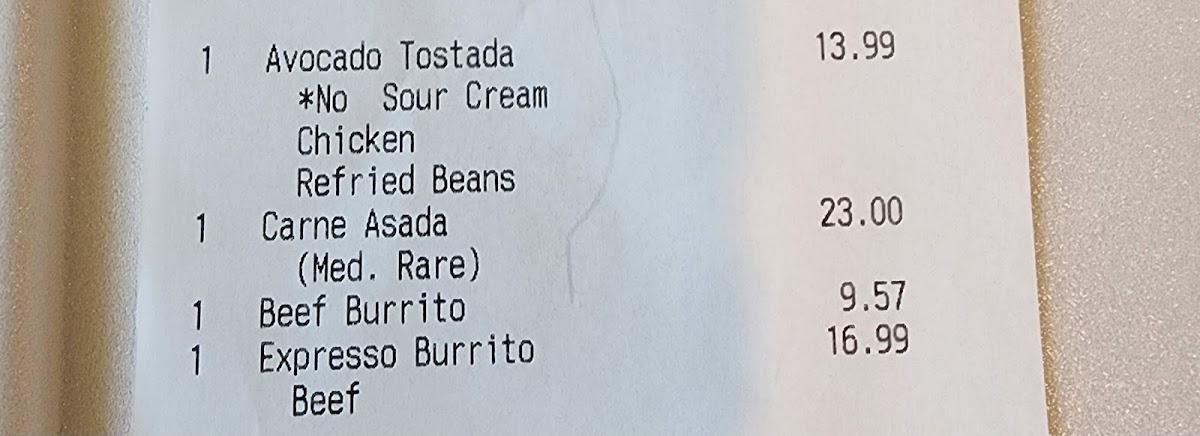 1 Avocado Tostada 13.99
*No Sour Cream
Chicken
Refried Beans
1 Carne Asada 23.00
(Med. Rare)
1 Beef Burrito 9.57
1 Expresso Burrito 16.99
Beef